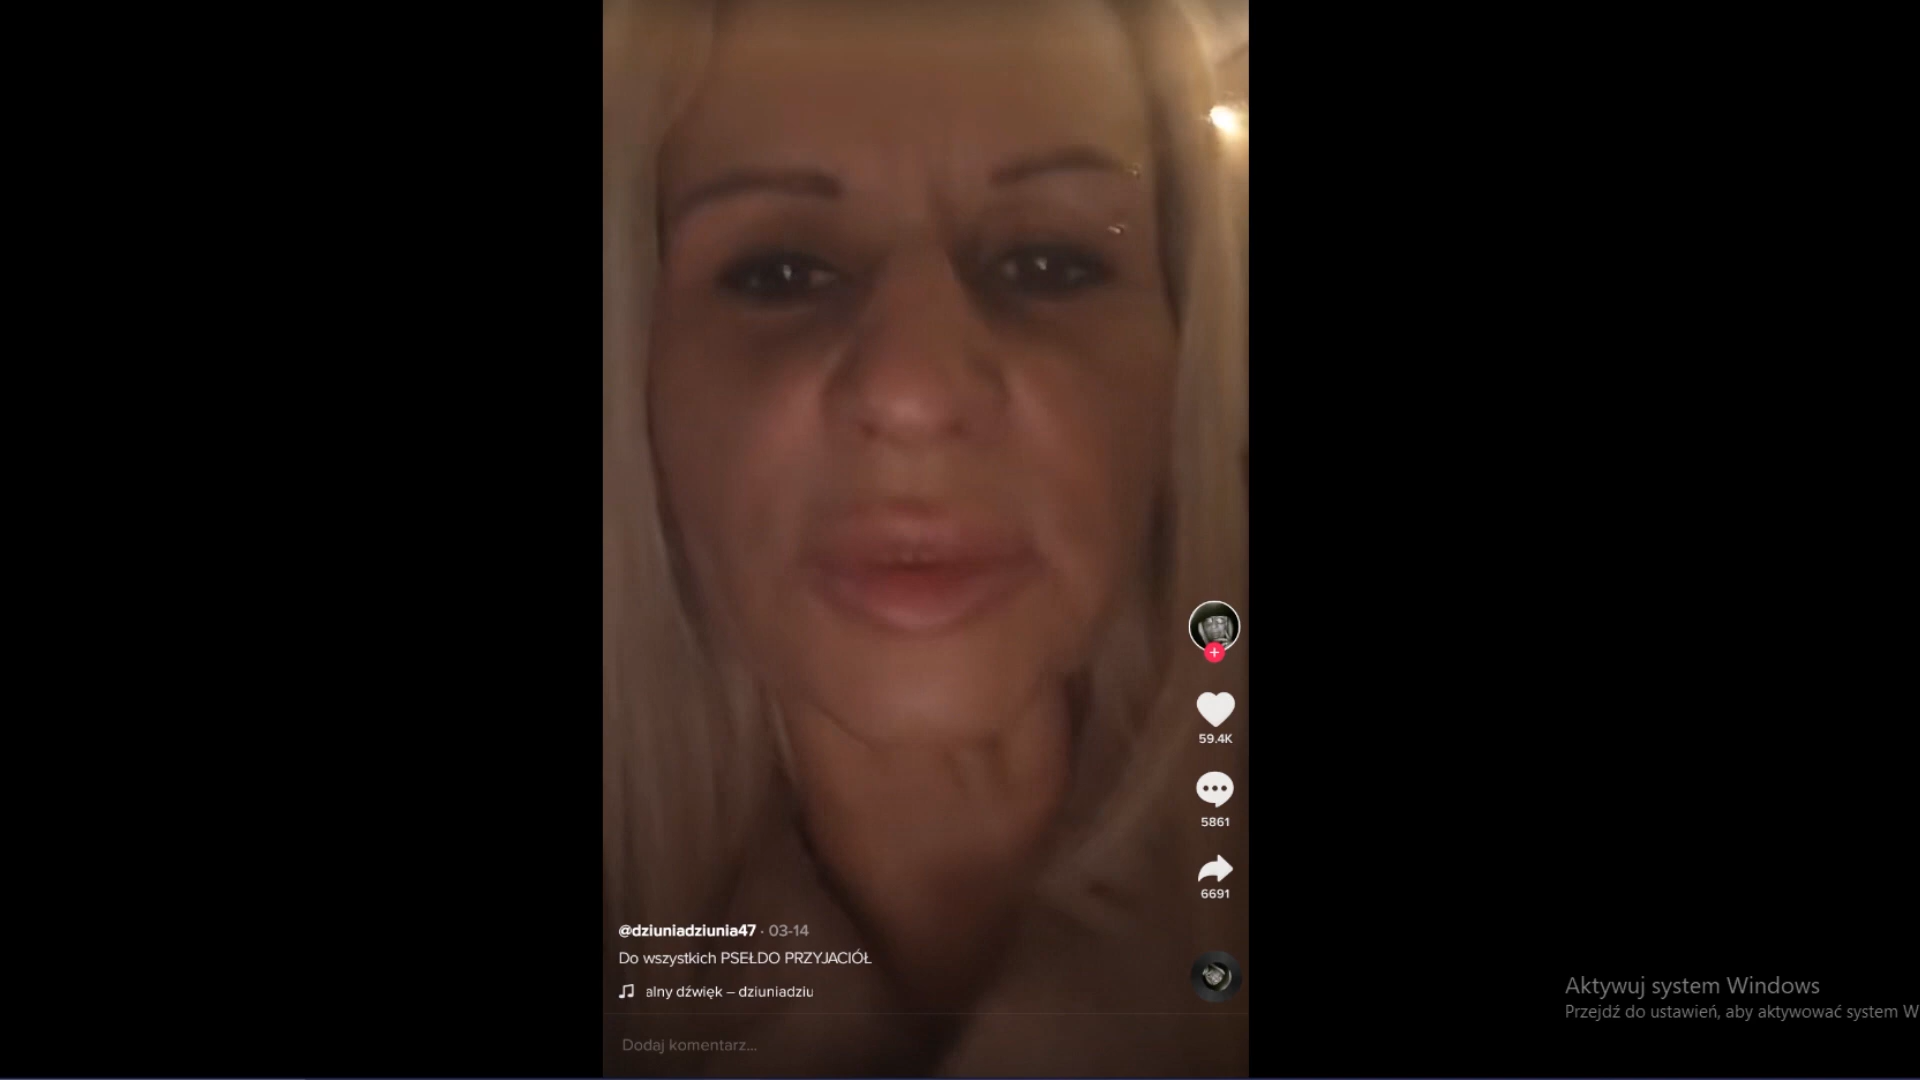 59.4K
5861
6691
@dziuniadziunia47 · 03-14
Do wszystkich PSEŁDO PRZYJACIÓŁ
alny dźwięk – dziuniadziu
Dodaj komentarz...
Aktywuj system Windows
Przejdź do ustawień, aby aktywować system W